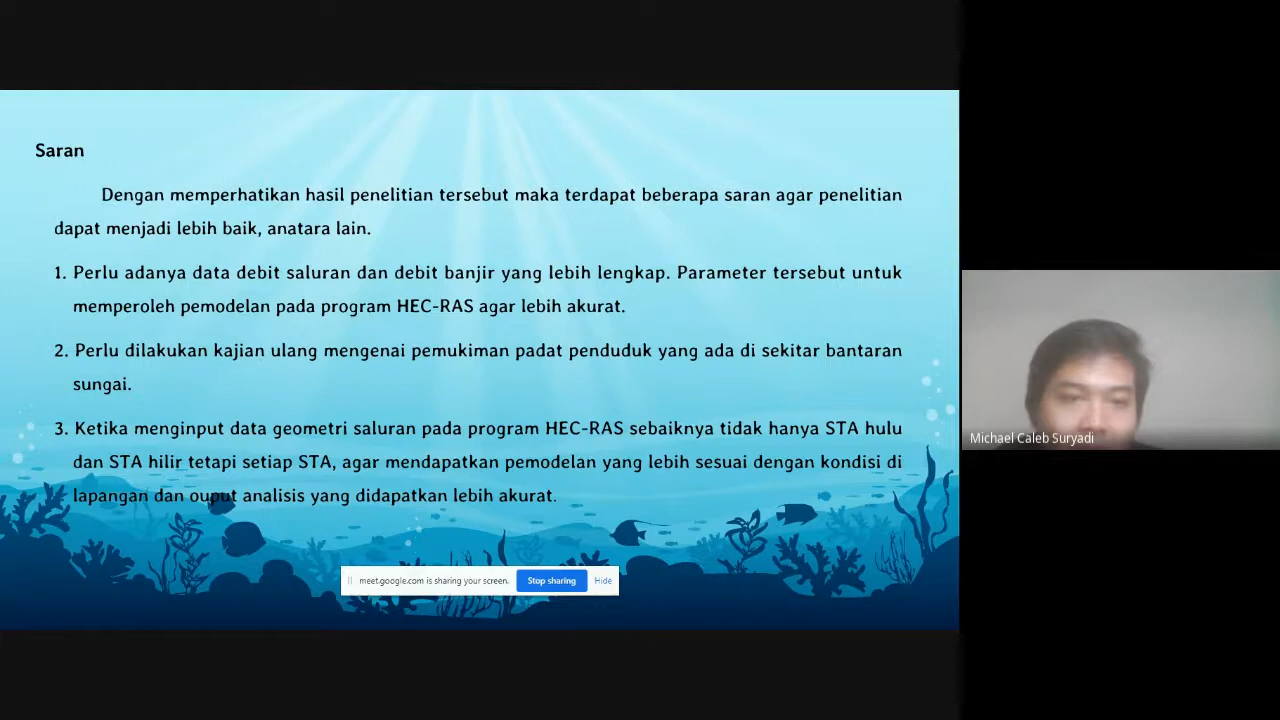 Saran
Dengan memperhatikan hasil penelitian tersebut maka terdapat beberapa saran agar penelitian
dapat menjadi lebih baik, anatara lain.
1. Perlu adanya data debit saluran dan debit banjir yang lebih lengkap. Parameter tersebut untuk
memperoleh pemodelan pada program HEC-RAS agar lebih akurat.
2. Perlu dilakukan kajian ulang mengenai pemukiman padat penduduk yang ada di sekitar bantaran
sungai.
3. Ketika menginput data geometri saluran pada program HEC-RAS sebaiknya tidak hanya STA hulu
dan STA hilir tetapi setiap STA, agar mendapatkan pemodelan yang lebih sesuai dengan kondisi di
lapangan dan ouput analisis yang didapatkan lebih akurat.
meet.google.com is sharing your screen. Stop sharing Hide
Michael Caleb Suryadi